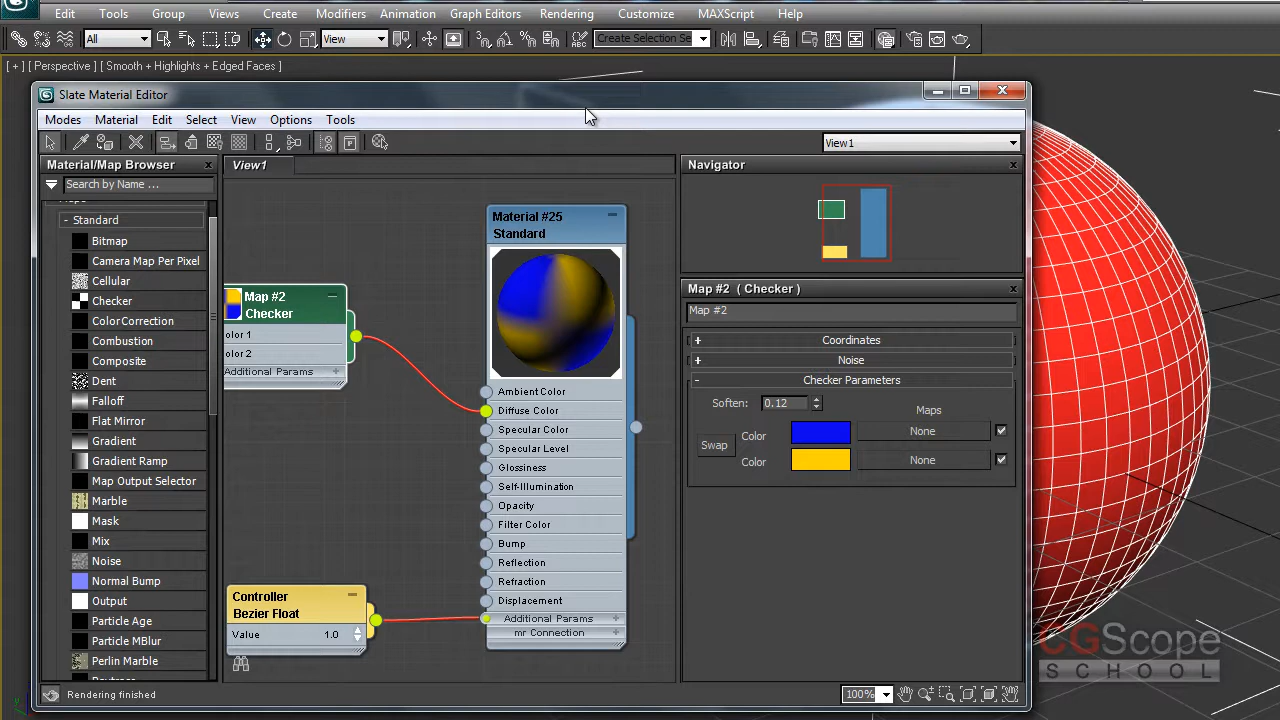 Edit Tools Group Views Create Modifiers Animation Graph Editors Rendering Customize MAXScript Help
All View Create Selection Se
[ + ] [ Perspective ] [ Smooth + Highlights + Edged Faces ]
Slate Material Editor
Modes Material Edit Select View Options Tools
View1
Material/Map Browser
Search by Name ...
Standard
Bitmap
Camera Map Per Pixel
Cellular
Checker
Color Correction
Combustion
Composite
Dent
Falloff
Flat Mirror
Gradient
Gradient Ramp
Map Output Selector
Marble
Mask
Mix
Noise
Normal Bump
Output
Particle Age
Particle MBlur
Perlin Marble
View1
Map #2
Checker
olor 1
olor 2
Additional Params
Controller
Bezier Float
Value 1.0
Material #25
Standard
Ambient Color
Diffuse Color
Specular Color
Specular Level
Glossiness
Self-Illumination
Opacity
Filter Color
Bump
Reflection
Refraction
Displacement
Additional Params
mr Connection
Navigator
Map #2 ( Checker )
Map #2
Coordinates
Noise
Checker Parameters
Soften: 0.12
Maps
Swap
Color None
Color None
Rendering finished
100%
CGScope
SCHOOL